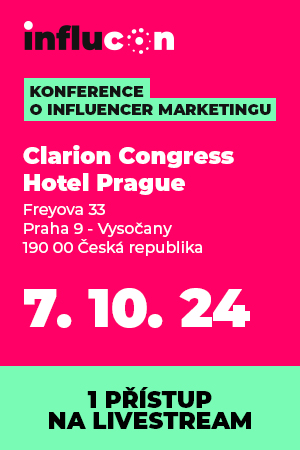 influcon
KONFERENCE
O INFLUENCER MARKETINGU
Clarion Congress
Hotel Prague
Freyova 33
Praha 9 - Vysočany
190 00 Česká republika
7. 10. 24
1 PŘÍSTUP
NA LIVESTREAM